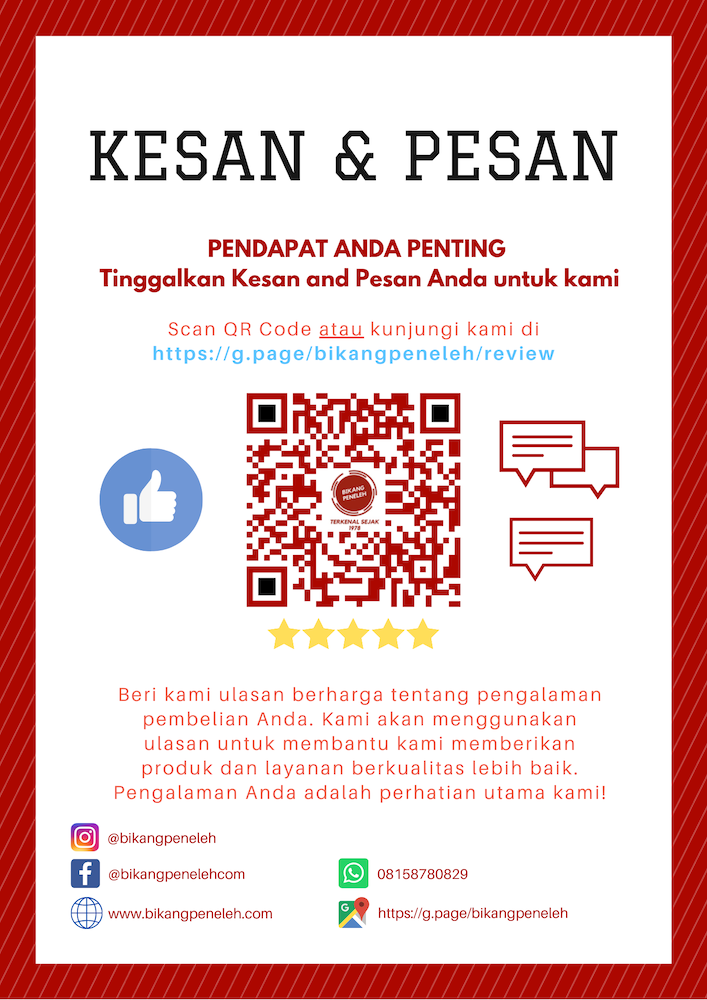 KESAN & PESAN
PENDAPAT ANDA PENTING
Tinggalkan Kesan and Pesan Anda untuk kami
Scan QR Code atau kunjungi kami di
https://g.page/bikangpeneleh/review
BIKANG
PENELEH
TERKENAL SEJAK
1978
Beri kami ulasan berharga tentang pengalaman
pembelian Anda. Kami akan menggunakan
ulasan untuk membantu kami memberikan
produk dan layanan berkualitas lebih baik.
Pengalaman Anda adalah perhatian utama kami!
@bikangpeneleh
@bikangpenelehcom
08158780829
www.bikangpeneleh.com
G
https://g.page/bikangpeneleh